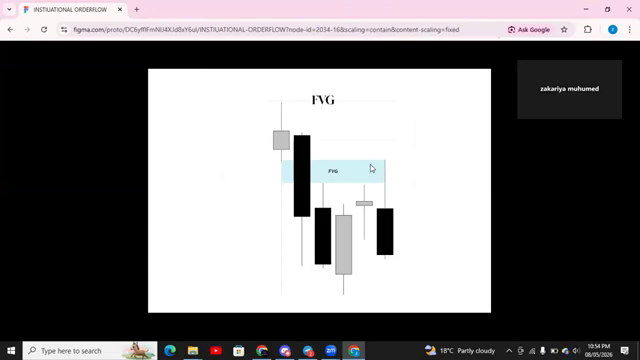 INSTIUATIONAL-ORDERFLOW
figma.com/proto/DC6yffFmNU4XJd8xY6ul/INSTIUATIONAL-ORDERFLOW?node-id=2034-16&scaling=contain&content-scaling=fixed
Ask Google
FVG
FVG
zakariya muhumed
Type here to search
18°C Partly cloudy
10:54 PM
08/05/2026